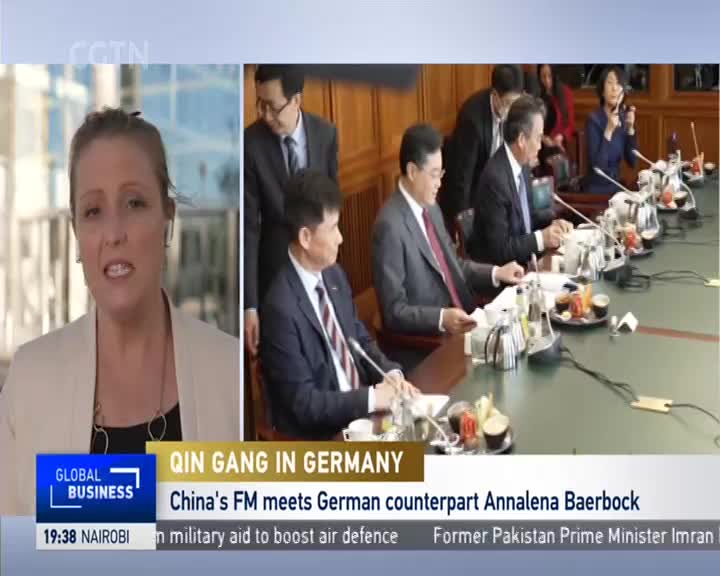 CGTN
QIN GANG IN GERMANY
GLOBAL
BUSINESS
China's FM meets German counterpart Annalena Baerbock
19:38 NAIROBI
military aid to boost air defence Former Pakistan Prime Minister Imran